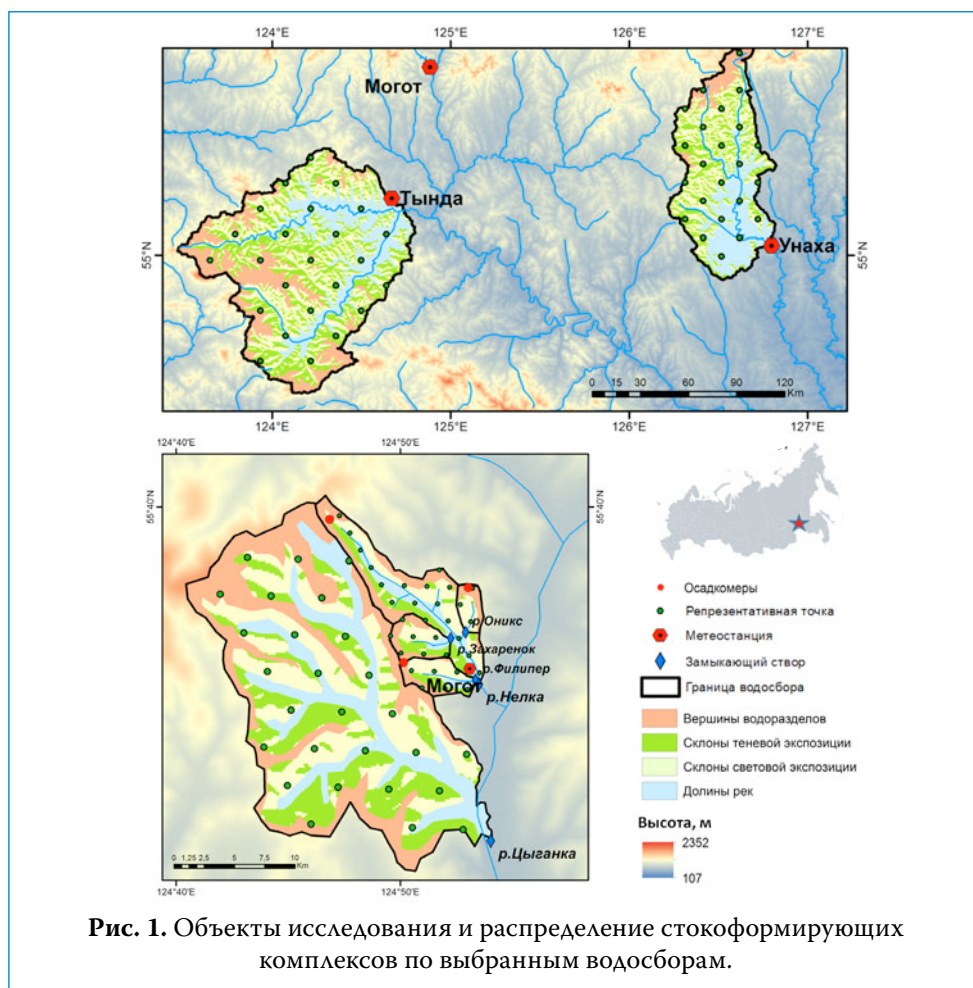 124°E 125°E 126°E 127°E
Могот
Тында
Унаха
55°N 55°N
0 15 30 60 90 120
Km
124°E 125°E 126°E 127°E
124°40'E 124°50'E
55°40'N 55°40'N
р.Оникс
р.Захаренок
р.Филипер
Могот
р.Нелка
р.Цыганка
0 1,25 2,5 5 7,5 10
Km
124°40'E 124°50'E
Осадкомеры
Репрезентативная точка
Метеостанция
Замыкающий створ
Граница водосбора
Вершины водоразделов
Склоны теневой экспозиции
Склоны световой экспозиции
Долины рек
Высота, м
2352
107
Рис. 1. Объекты исследования и распределение стокоформирующих
комплексов по выбранным водосборам.